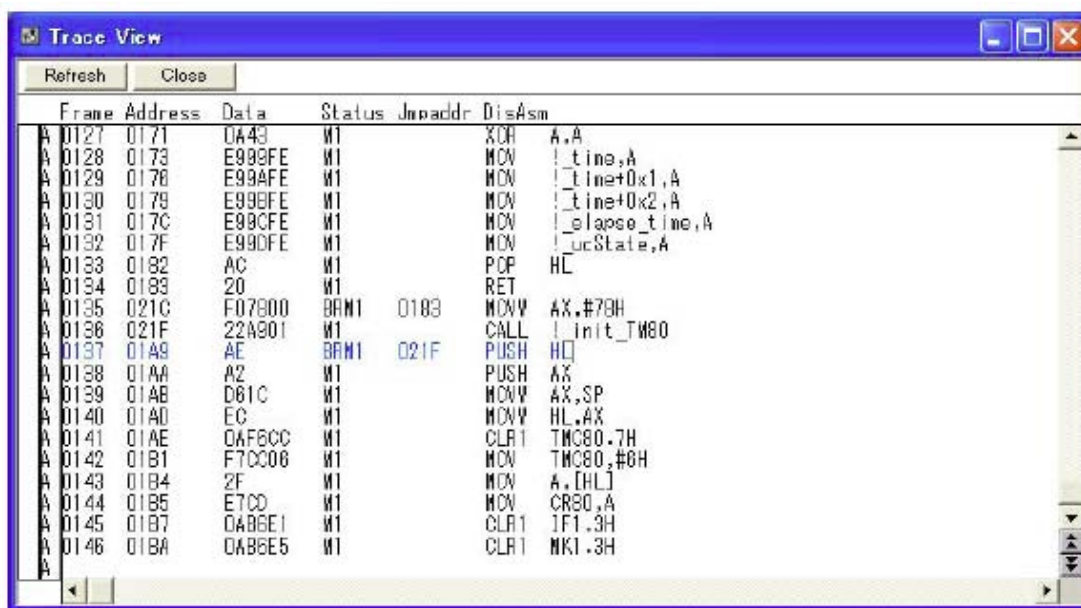 Trace View
Refresh Close
Frame Address Data Status Jmpaddr DisAsm
A 0127 0171 0A43 M1 XOR A,A
A 0128 0173 E999FE M1 MOV !_time,A
A 0129 0176 E99AFE M1 MOV !_time+0x1,A
A 0130 0179 E99BFE M1 MOV !_time+0x2,A
A 0131 017C E99CFE M1 MOV !_elapse_time,A
A 0132 017F E99DFE M1 MOV !_ucState,A
A 0133 0182 AC M1 POP HL
A 0134 0183 20 M1 RET
A 0135 021C F07800 BRM1 0183 MOVW AX,#78H
A 0136 021F 22A901 M1 CALL !_init_TM80
A 0137 01A9 AE BRM1 021F PUSH HL
A 0138 01AA A2 M1 PUSH AX
A 0139 01AB D61C M1 MOVW AX,SP
A 0140 01AD EC M1 MOVW HL,AX
A 0141 01AE 0AF6CC M1 CLR1 TMC80.7H
A 0142 01B1 F7CC06 M1 MOV TMC80,#6H
A 0143 01B4 2F M1 MOV A,[HL]
A 0144 01B5 E7CD M1 MOV CR80,A
A 0145 01B7 0AB6E1 M1 CLR1 IF1.3H
A 0146 01BA 0AB6E5 M1 CLR1 MK1.3H
A